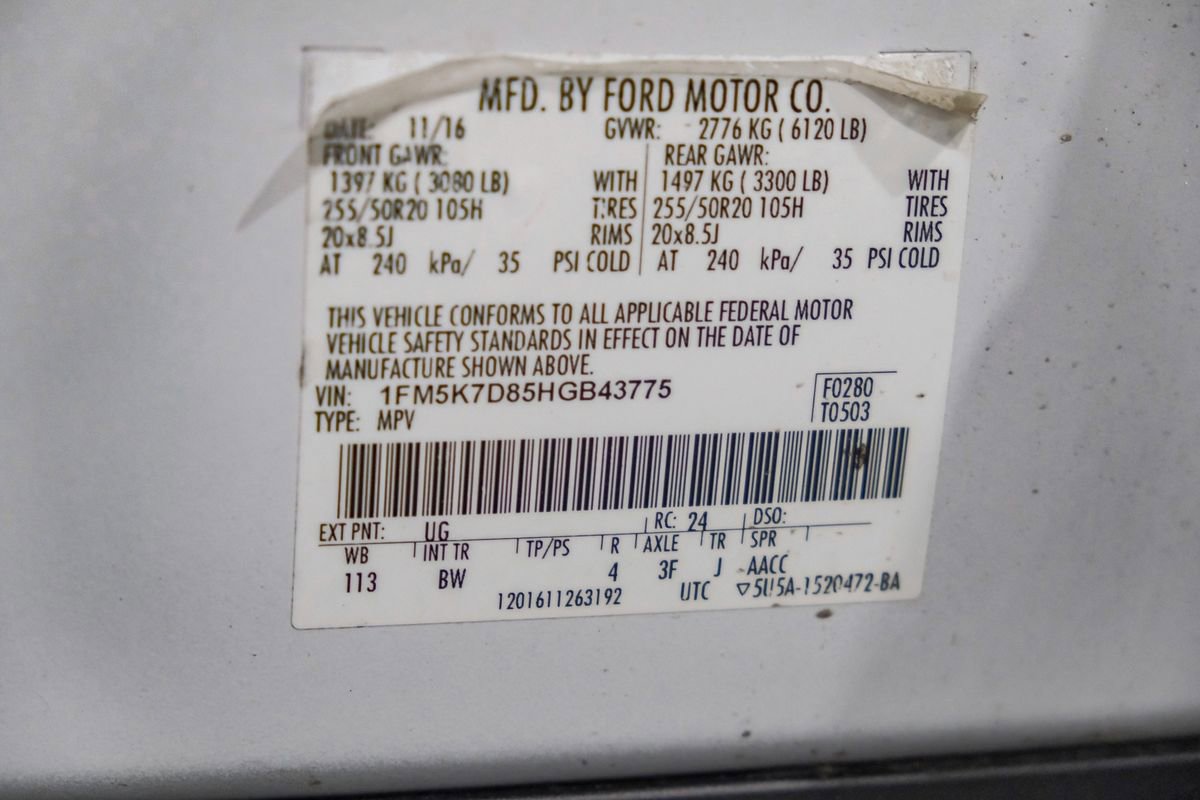 MFD. BY FORD MOTOR CO.
DATE: 11/16 GVWR: 2776 KG ( 6120 LB)
FRONT GAWR: REAR GAWR:
1397 KG ( 3080 LB) WITH 1497 KG ( 3300 LB) WITH
255/50R20 105H TIRES 255/50R20 105H TIRES
20x8.5J RIMS 20x8.5J RIMS
AT 240 kPa/ 35 PSI COLD AT 240 kPa/ 35 PSI COLD
THIS VEHICLE CONFORMS TO ALL APPLICABLE FEDERAL MOTOR
VEHICLE SAFETY STANDARDS IN EFFECT ON THE DATE OF
MANUFACTURE SHOWN ABOVE.
VIN: 1FM5K7D85HGB43775 F0280
TYPE: MPV T0503
EXT PNT: UG RC: 24 DSO:
WB INT TR TP/PS R AXLE TR SPR
113 BW 4 3F J AACC
1201611263192 UTC ▽5U5A-1520472-BA